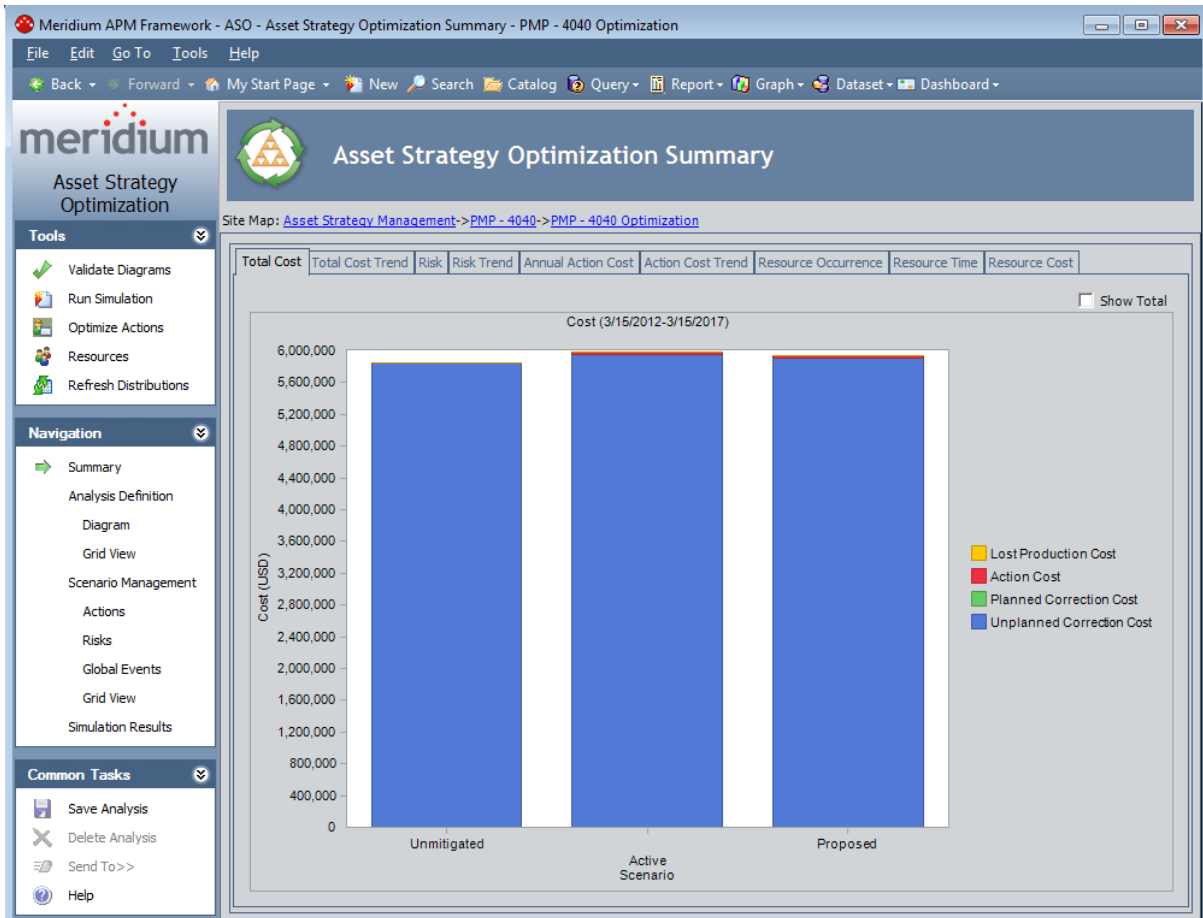 Meridium APM Framework - ASO - Asset Strategy Optimization Summary - PMP - 4040 Optimization
File Edit Go To Tools Help
Back Forward My Start Page New Search Catalog Query Report Graph Dataset Dashboard
meridium
Asset Strategy
Optimization
Asset Strategy Optimization Summary
Site Map: Asset Strategy Management->PMP - 4040->PMP - 4040 Optimization
Tools
Validate Diagrams
Run Simulation
Optimize Actions
Resources
Refresh Distributions
Navigation
Summary
Analysis Definition
Diagram
Grid View
Scenario Management
Actions
Risks
Global Events
Grid View
Simulation Results
Common Tasks
Save Analysis
Delete Analysis
Send To>>
Help
Total Cost Total Cost Trend Risk Risk Trend Annual Action Cost Action Cost Trend Resource Occurrence Resource Time Resource Cost
Show Total
Cost (3/15/2012-3/15/2017)
6,000,000
5,600,000
5,200,000
4,800,000
4,400,000
4,000,000
3,600,000
3,200,000
2,800,000
2,400,000
2,000,000
1,600,000
1,200,000
800,000
400,000
0
Cost (USD)
Unmitigated
Active
Proposed
Scenario
Lost Production Cost
Action Cost
Planned Correction Cost
Unplanned Correction Cost